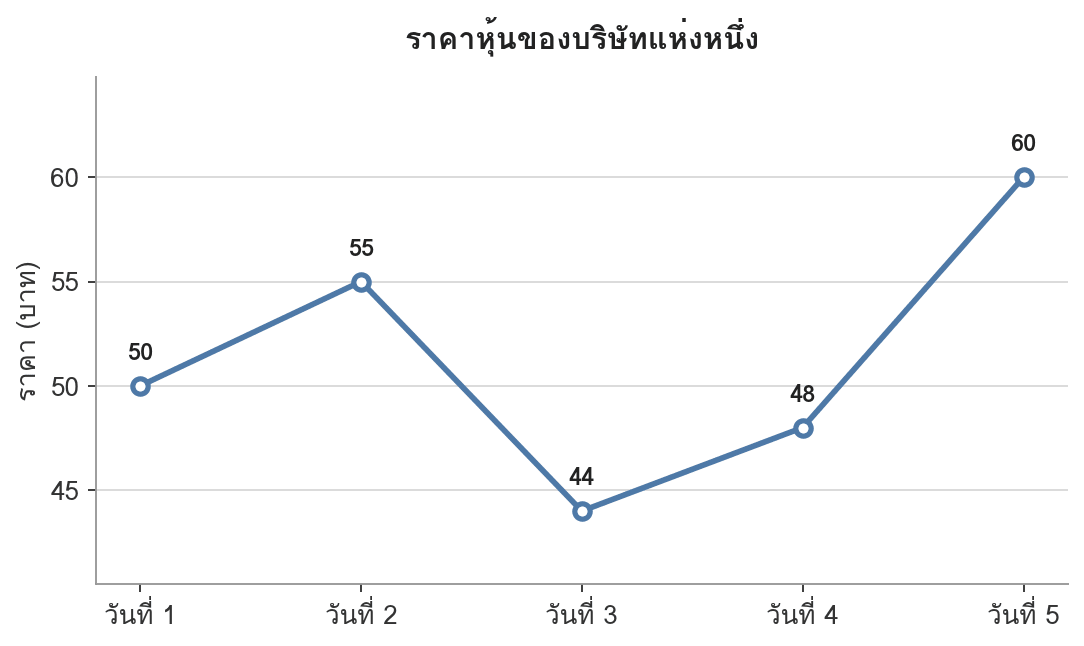 ราคาหุ้นของบริษัทแห่งหนึ่ง
ราคา (บาท)
60
55
50
45
50
55
44
48
60
วันที่ 1
วันที่ 2
วันที่ 3
วันที่ 4
วันที่ 5